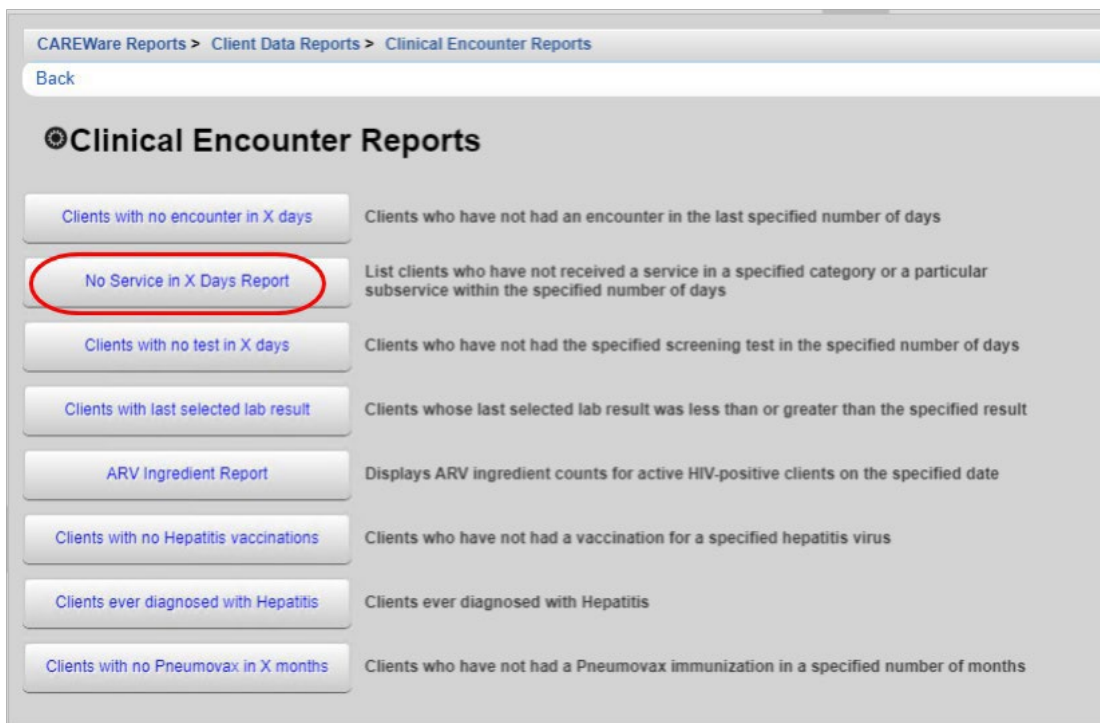 CAREWare Reports > Client Data Reports > Clinical Encounter Reports
Back
Clinical Encounter Reports
Clients with no encounter in X days
Clients who have not had an encounter in the last specified number of days
No Service in X Days Report
List clients who have not received a service in a specified category or a particular
subservice within the specified number of days
Clients with no test in X days
Clients who have not had the specified screening test in the specified number of days
Clients with last selected lab result
Clients whose last selected lab result was less than or greater than the specified result
ARV Ingredient Report
Displays ARV ingredient counts for active HIV-positive clients on the specified date
Clients with no Hepatitis vaccinations
Clients who have not had a vaccination for a specified hepatitis virus
Clients ever diagnosed with Hepatitis
Clients ever diagnosed with Hepatitis
Clients with no Pneumovax in X months
Clients who have not had a Pneumovax immunization in a specified number of months